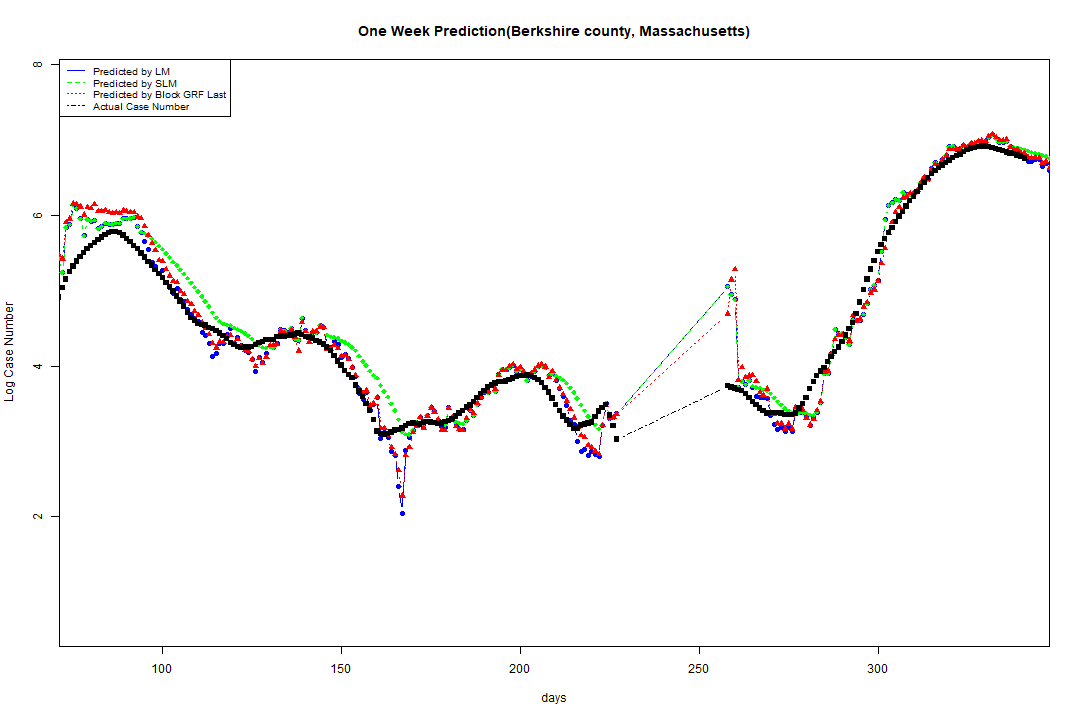 One Week Prediction(Berkshire county, Massachusetts)
Predicted by LM
Predicted by SLM
Predicted by Block GRF Last
Actual Case Number
8
6
4
2
Log Case Number
100 150 200 250 300
days